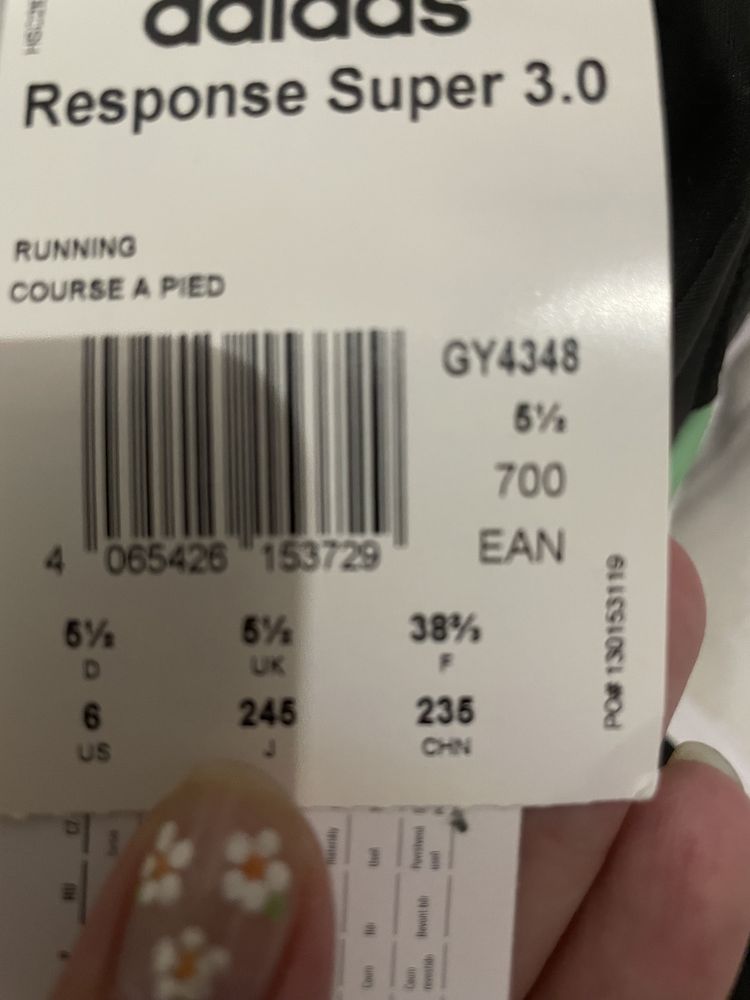 adidas
Response Super 3.0
RUNNING
COURSE A PIED
GY4348
5½
700
EAN
4 065426 153729
PO# 130153119
5½ 5½ 38⅔
D UK F
6 245 235
US J CHN